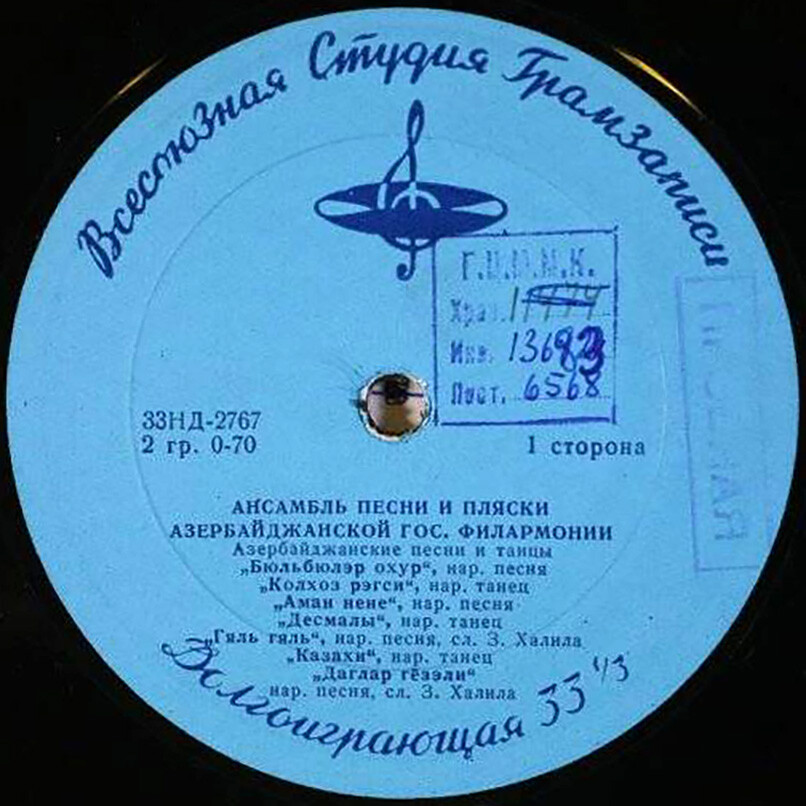 Всесоюзная Студия Грамзаписи
Г.Ц.М.М.К.
Инв. 13683
Пост. 6568
33НД-2767
2 гр. 0-70
1 сторона
АНСАМБЛЬ ПЕСНИ И ПЛЯСКИ
АЗЕРБАЙДЖАНСКОЙ ГОС. ФИЛАРМОНИИ
Азербайджанские песни и танцы
„Бюльбюлэр охур“, нар. песня
„Колхоз рэгси“, нар. танец
„Аман нене“, нар. песня
„Десмалы“, нар. танец
„Гяль гяль“, нар. песня, сл. З. Халила
„Казахи“, нар. танец
„Даглар гёзэли“
нар. песня, сл. З. Халила
Долгоиграющая 33 1/3